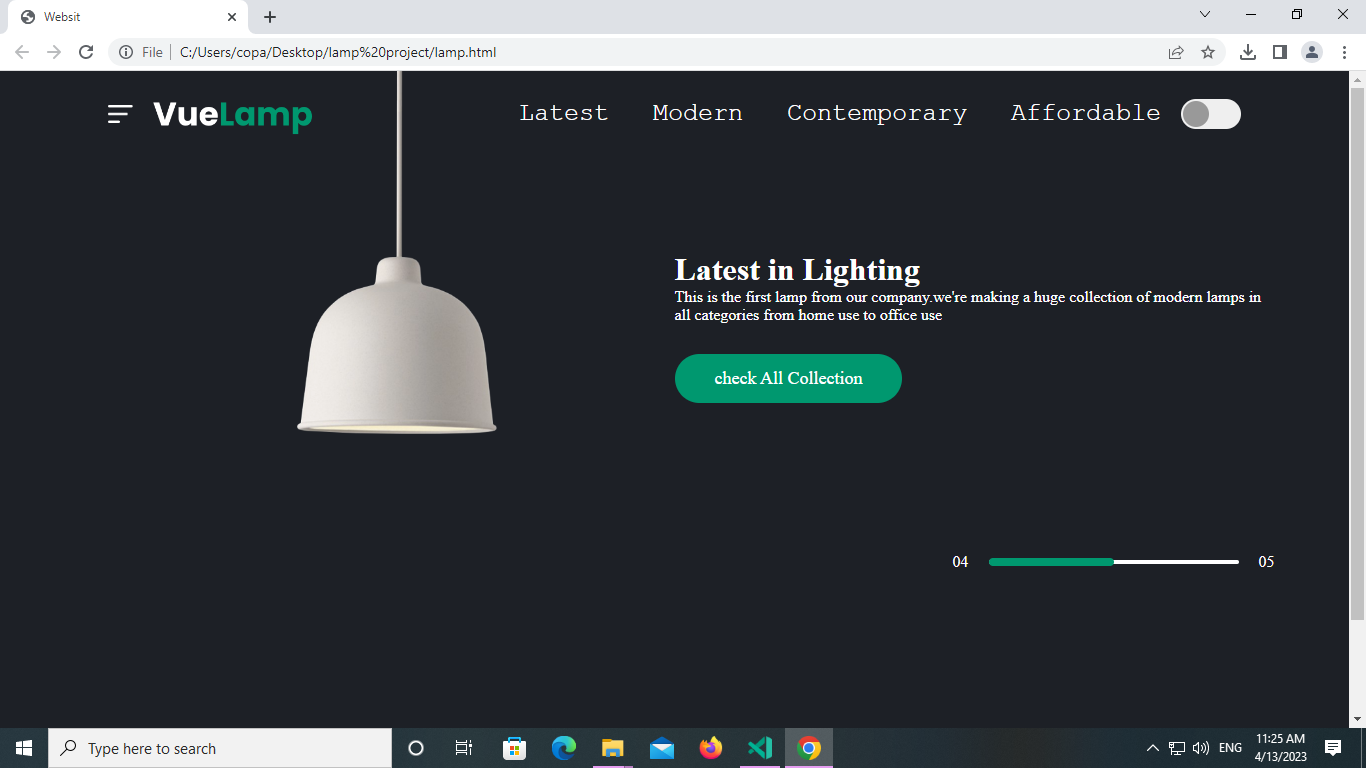 Websit
File
C:/Users/copa/Desktop/lamp%20project/lamp.html
VueLamp
Latest Modern Contemporary Affordable
Latest in Lighting
This is the first lamp from our company.we're making a huge collection of modern lamps in
all categories from home use to office use
check All Collection
04 05
Type here to search
ENG
11:25 AM
4/13/2023